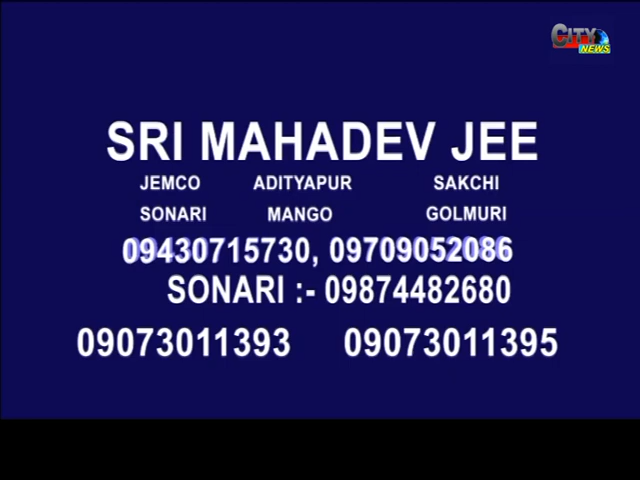 CITY
NEWS
SRI MAHADEV JEE
JEMCO ADITYAPUR SAKCHI
SONARI MANGO GOLMURI
09430715730, 09709052086
SONARI :- 09874482680
09073011393 09073011395